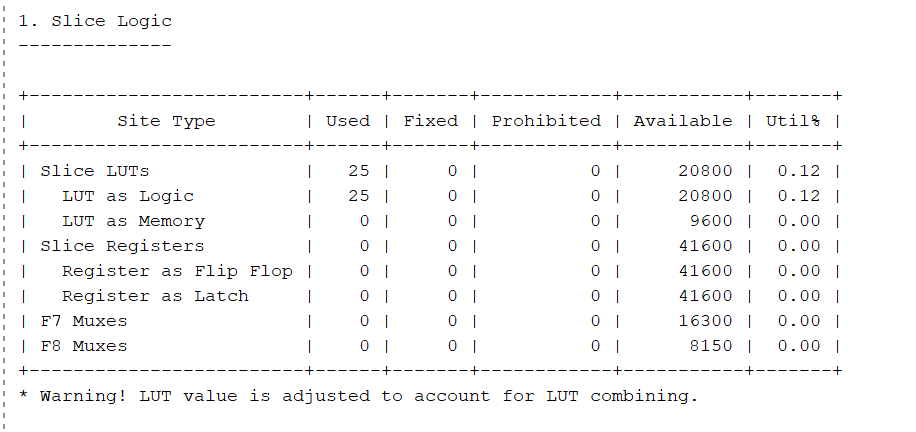 1. Slice Logic
--------------
+-------------------------+------+-------+------------+-----------+-------+
|        Site Type        | Used | Fixed | Prohibited | Available | Util% |
+-------------------------+------+-------+------------+-----------+-------+
| Slice LUTs              |   25 |     0 |          0 |     20800 |  0.12 |
|   LUT as Logic          |   25 |     0 |          0 |     20800 |  0.12 |
|   LUT as Memory         |    0 |     0 |          0 |      9600 |  0.00 |
| Slice Registers         |    0 |     0 |          0 |     41600 |  0.00 |
|   Register as Flip Flop |    0 |     0 |          0 |     41600 |  0.00 |
|   Register as Latch     |    0 |     0 |          0 |     41600 |  0.00 |
| F7 Muxes                |    0 |     0 |          0 |     16300 |  0.00 |
| F8 Muxes                |    0 |     0 |          0 |      8150 |  0.00 |
+-------------------------+------+-------+------------+-----------+-------+
* Warning! LUT value is adjusted to account for LUT combining.